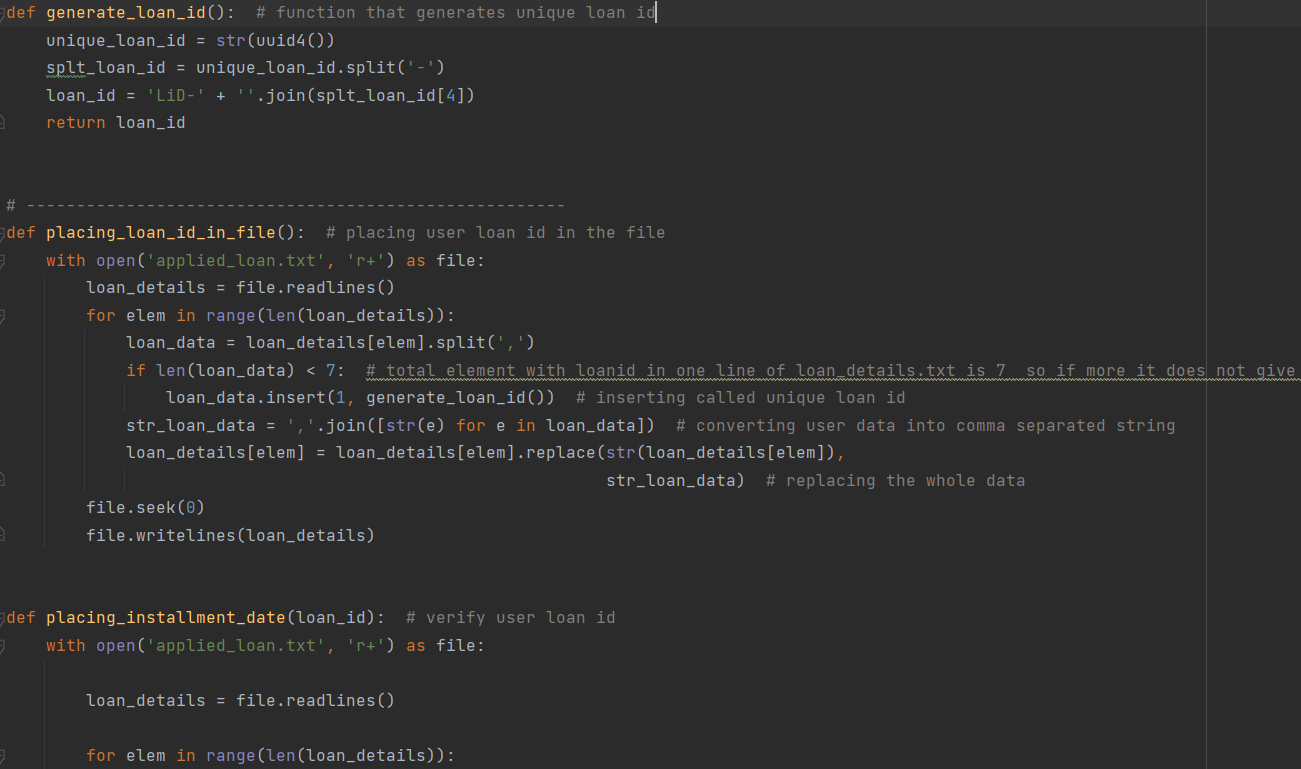 def generate_loan_id():  # function that generates unique loan id
    unique_loan_id = str(uuid4())
    splt_loan_id = unique_loan_id.split('-')
    loan_id = 'LiD-' + ''.join(splt_loan_id[4])
    return loan_id
# ------------------------------------------------------
def placing_loan_id_in_file():  # placing user loan id in the file
    with open('applied_loan.txt', 'r+') as file:
        loan_details = file.readlines()
        for elem in range(len(loan_details)):
            loan_data = loan_details[elem].split(',')
            if len(loan_data) < 7:  # total element with loanid in one line of loan_details.txt is 7  so if more it does not give
                loan_data.insert(1, generate_loan_id())  # inserting called unique loan id
            str_loan_data = ','.join([str(e) for e in loan_data])  # converting user data into comma separated string
            loan_details[elem] = loan_details[elem].replace(str(loan_details[elem]),
                                                            str_loan_data)  # replacing the whole data
        file.seek(0)
        file.writelines(loan_details)
def placing_installment_date(loan_id):  # verify user loan id
    with open('applied_loan.txt', 'r+') as file:
        loan_details = file.readlines()
        for elem in range(len(loan_details)):